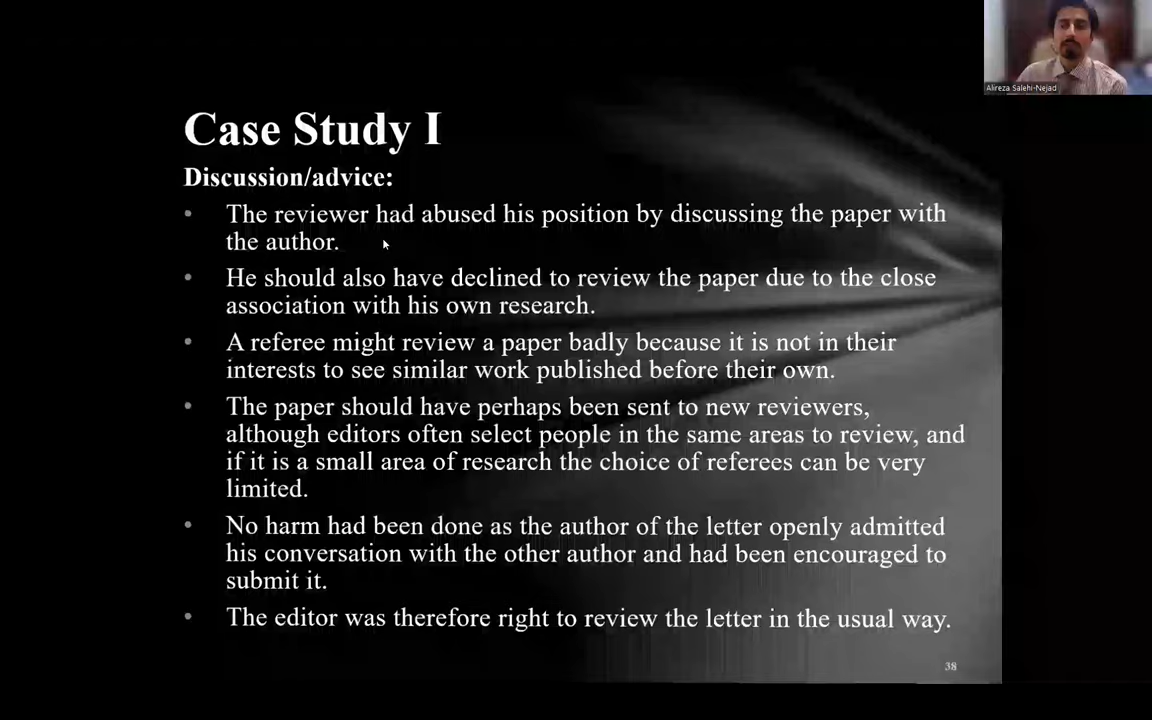 Alireza Salehi-Nejad
Case Study I
Discussion/advice:
• The reviewer had abused his position by discussing the paper with
the author.
• He should also have declined to review the paper due to the close
association with his own research.
• A referee might review a paper badly because it is not in their
interests to see similar work published before their own.
• The paper should have perhaps been sent to new reviewers,
although editors often select people in the same areas to review, and
if it is a small area of research the choice of referees can be very
limited.
• No harm had been done as the author of the letter openly admitted
his conversation with the other author and had been encouraged to
submit it.
• The editor was therefore right to review the letter in the usual way.
38